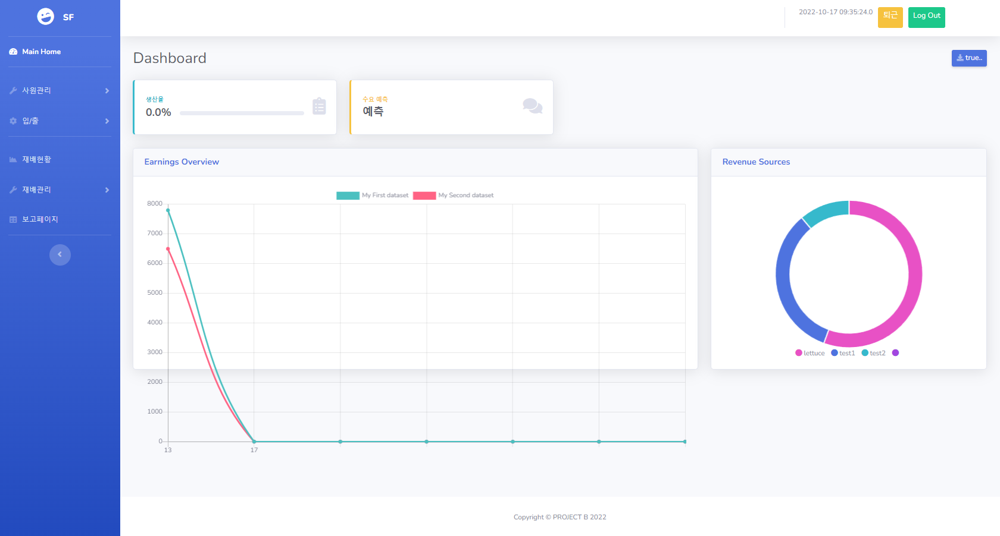 SF
2022-10-17 09:35:24.0
퇴근
Log Out
Main Home
사원관리
입/출
재배현황
재배관리
보고페이지
Dashboard
true..
생산율
0.0%
수요 예측
예측
Earnings Overview
My First dataset My Second dataset
8000
7000
6000
5000
4000
3000
2000
1000
0
13 17
Revenue Sources
lettuce test1 test2
Copyright © PROJECT B 2022